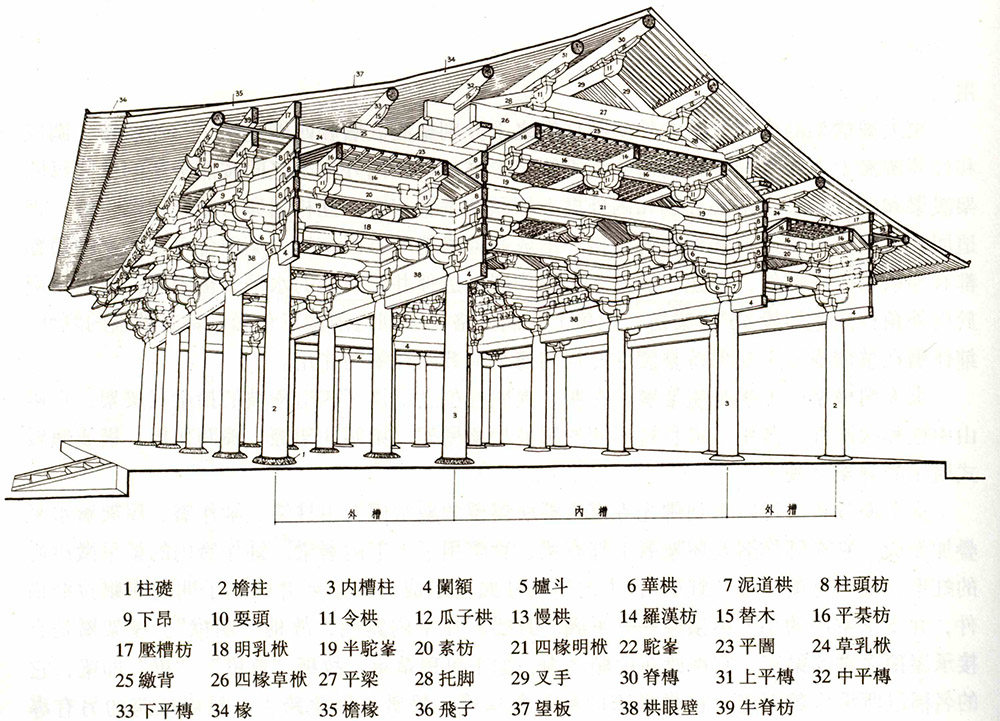 36 35 37 34
外槽 內槽 外槽
1 柱礎 2 檐柱 3 内槽柱 4 闌額 5 櫨斗 6 華栱 7 泥道栱 8 柱頭枋
9 下昂 10 耍頭 11 令栱 12 瓜子栱 13 慢栱 14 羅漢枋 15 替木 16 平棊枋
17 壓槽枋 18 明乳栿 19 半駝峯 20 素枋 21 四椽明栿 22 駝峯 23 平闇 24 草乳栿
25 繳背 26 四椽草栿 27 平梁 28 托脚 29 叉手 30 脊槫 31 上平槫 32 中平槫
33 下平槫 34 椽 35 檐椽 36 飛子 37 望板 38 栱眼壁 39 牛脊枋